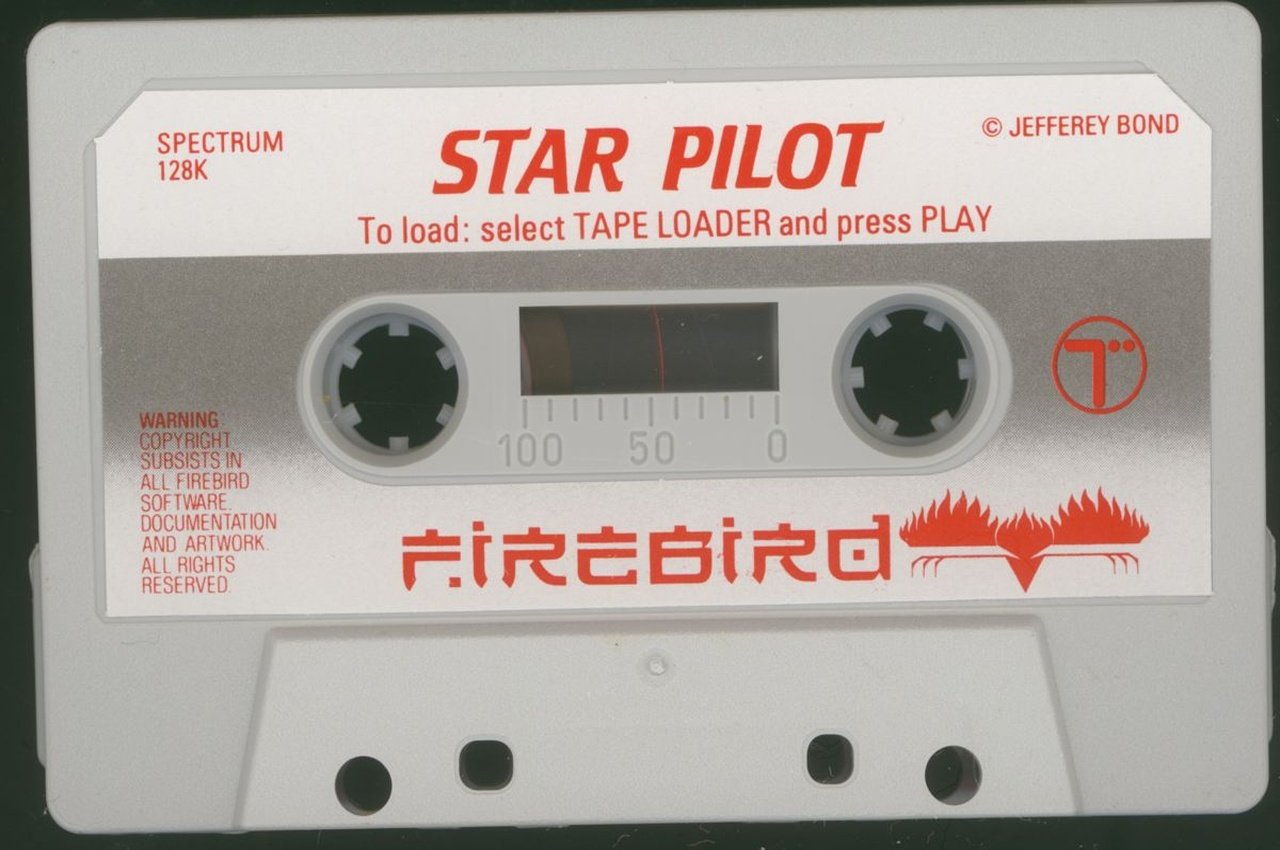 SPECTRUM
128K
STAR PILOT
© JEFFEREY BOND
To load: select TAPE LOADER and press PLAY
100 50 0
WARNING
COPYRIGHT
SUBSISTS IN
ALL FIREBIRD
SOFTWARE.
DOCUMENTATION
AND ARTWORK.
ALL RIGHTS
RESERVED.
FIREBIRD